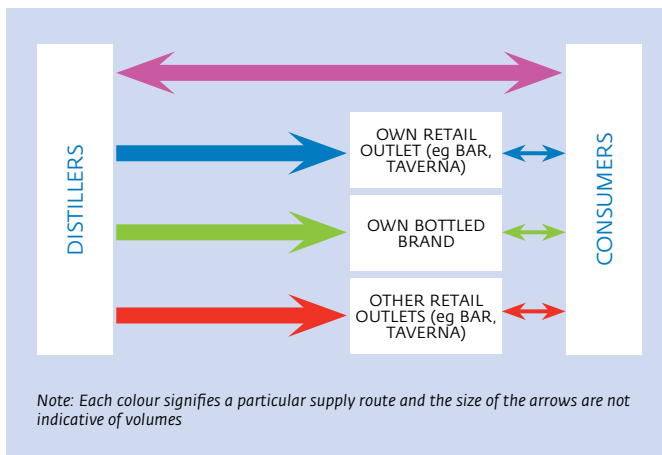 DISTILLERS
OWN RETAIL
OUTLET (eg BAR,
TAVERNA)
OWN BOTTLED
BRAND
OTHER RETAIL
OUTLETS (eg BAR,
TAVERNA)
CONSUMERS
Note: Each colour signifies a particular supply route and the size of the arrows are not
indicative of volumes